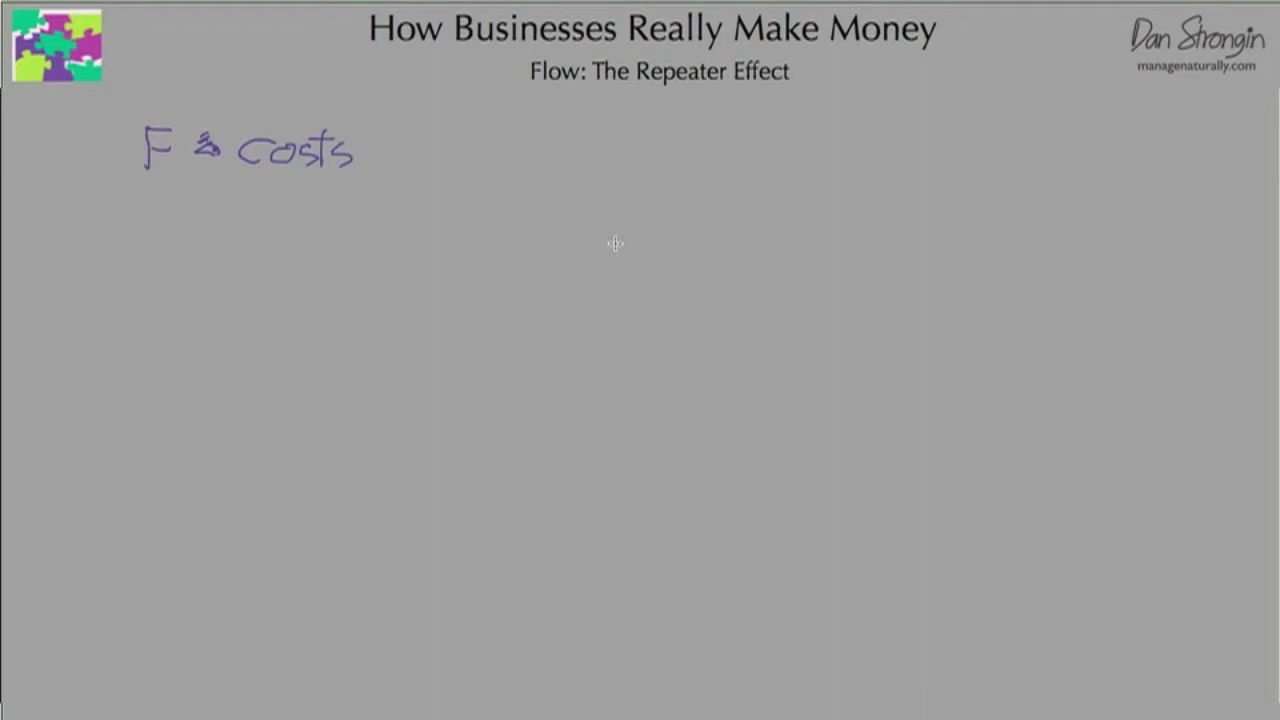 How Businesses Really Make Money
Flow: The Repeater Effect
Dan Strongin
managenaturally.com
F & costs